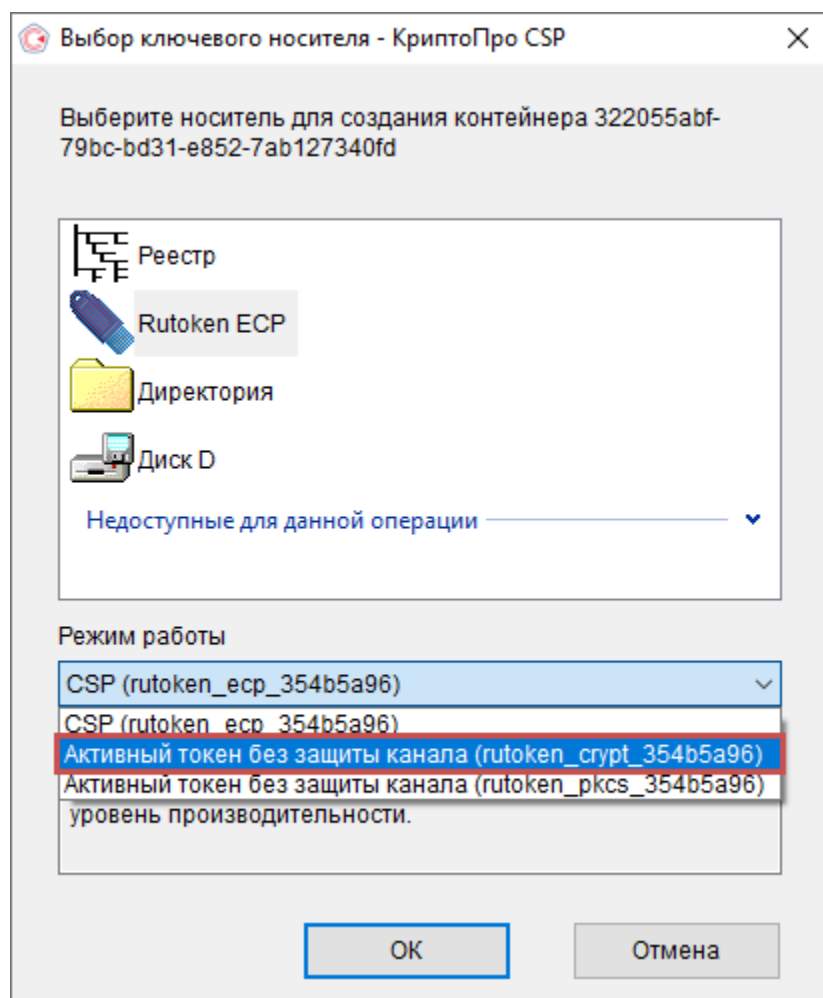 Выбор ключевого носителя - КриптоПро CSP
Выберите носитель для создания контейнера 322055abf-
79bc-bd31-e852-7ab127340fd
Реестр
Rutoken ECP
Директория
Диск D
Недоступные для данной операции
Режим работы
CSP (rutoken_ecp_354b5a96)
CSP (rutoken_ecp_354b5a96)
Активный токен без защиты канала (rutoken_crypt_354b5a96)
Активный токен без защиты канала (rutoken_pkcs_354b5a96)
уровень производительности.
ОК
Отмена